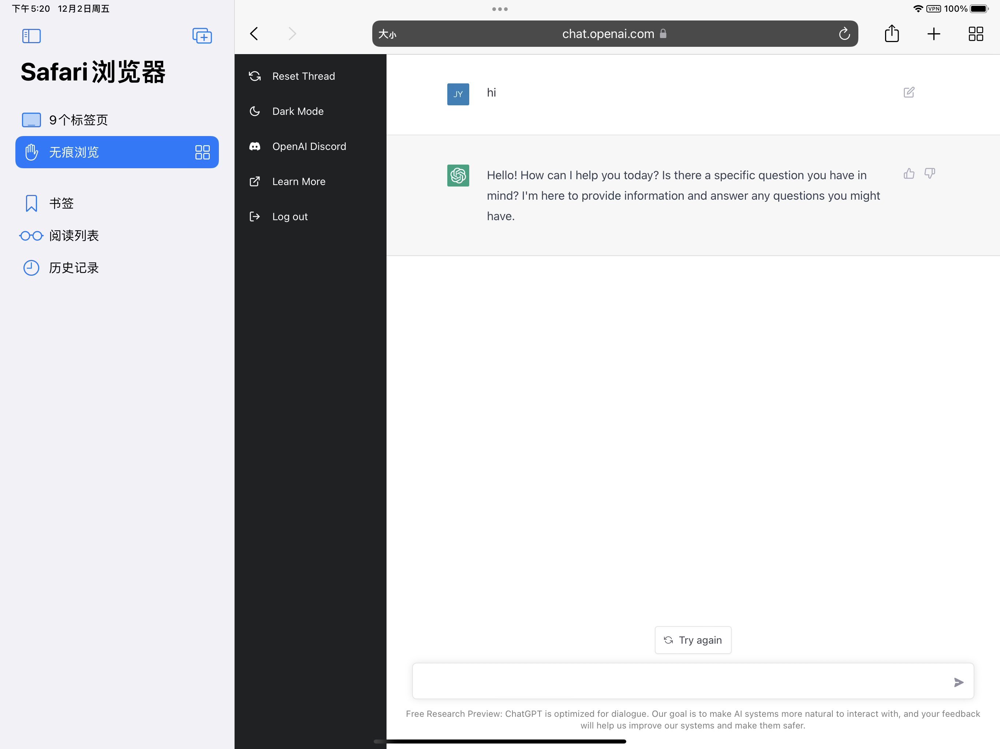 下午5:20 12月2日周五
VPN 100%
Safari浏览器
9个标签页
无痕浏览
书签
阅读列表
历史记录
大小 chat.openai.com
Reset Thread
Dark Mode
OpenAI Discord
Learn More
Log out
JY hi
Hello! How can I help you today? Is there a specific question you have in
mind? I'm here to provide information and answer any questions you might
have.
Try again
Free Research Preview: ChatGPT is optimized for dialogue. Our goal is to make AI systems more natural to interact with, and your feedback
will help us improve our systems and make them safer.